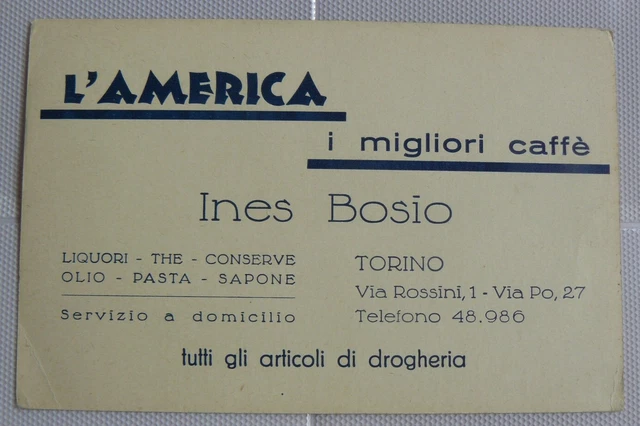 L'AMERICA
i migliori caffè
Ines Bosio
LIQUORI - THE - CONSERVE
OLIO - PASTA - SAPONE
Servizio a domicilio
TORINO
Via Rossini, 1 - Via Po, 27
Telefono 48.986
tutti gli articoli di drogheria